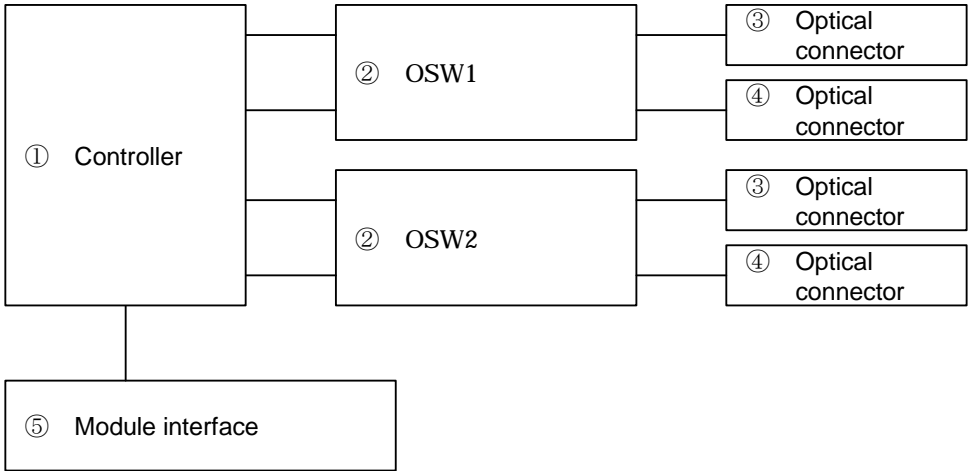 ③ Optical
connector
② OSW1
④ Optical
connector
① Controller
③ Optical
connector
② OSW2
④ Optical
connector
⑤ Module interface